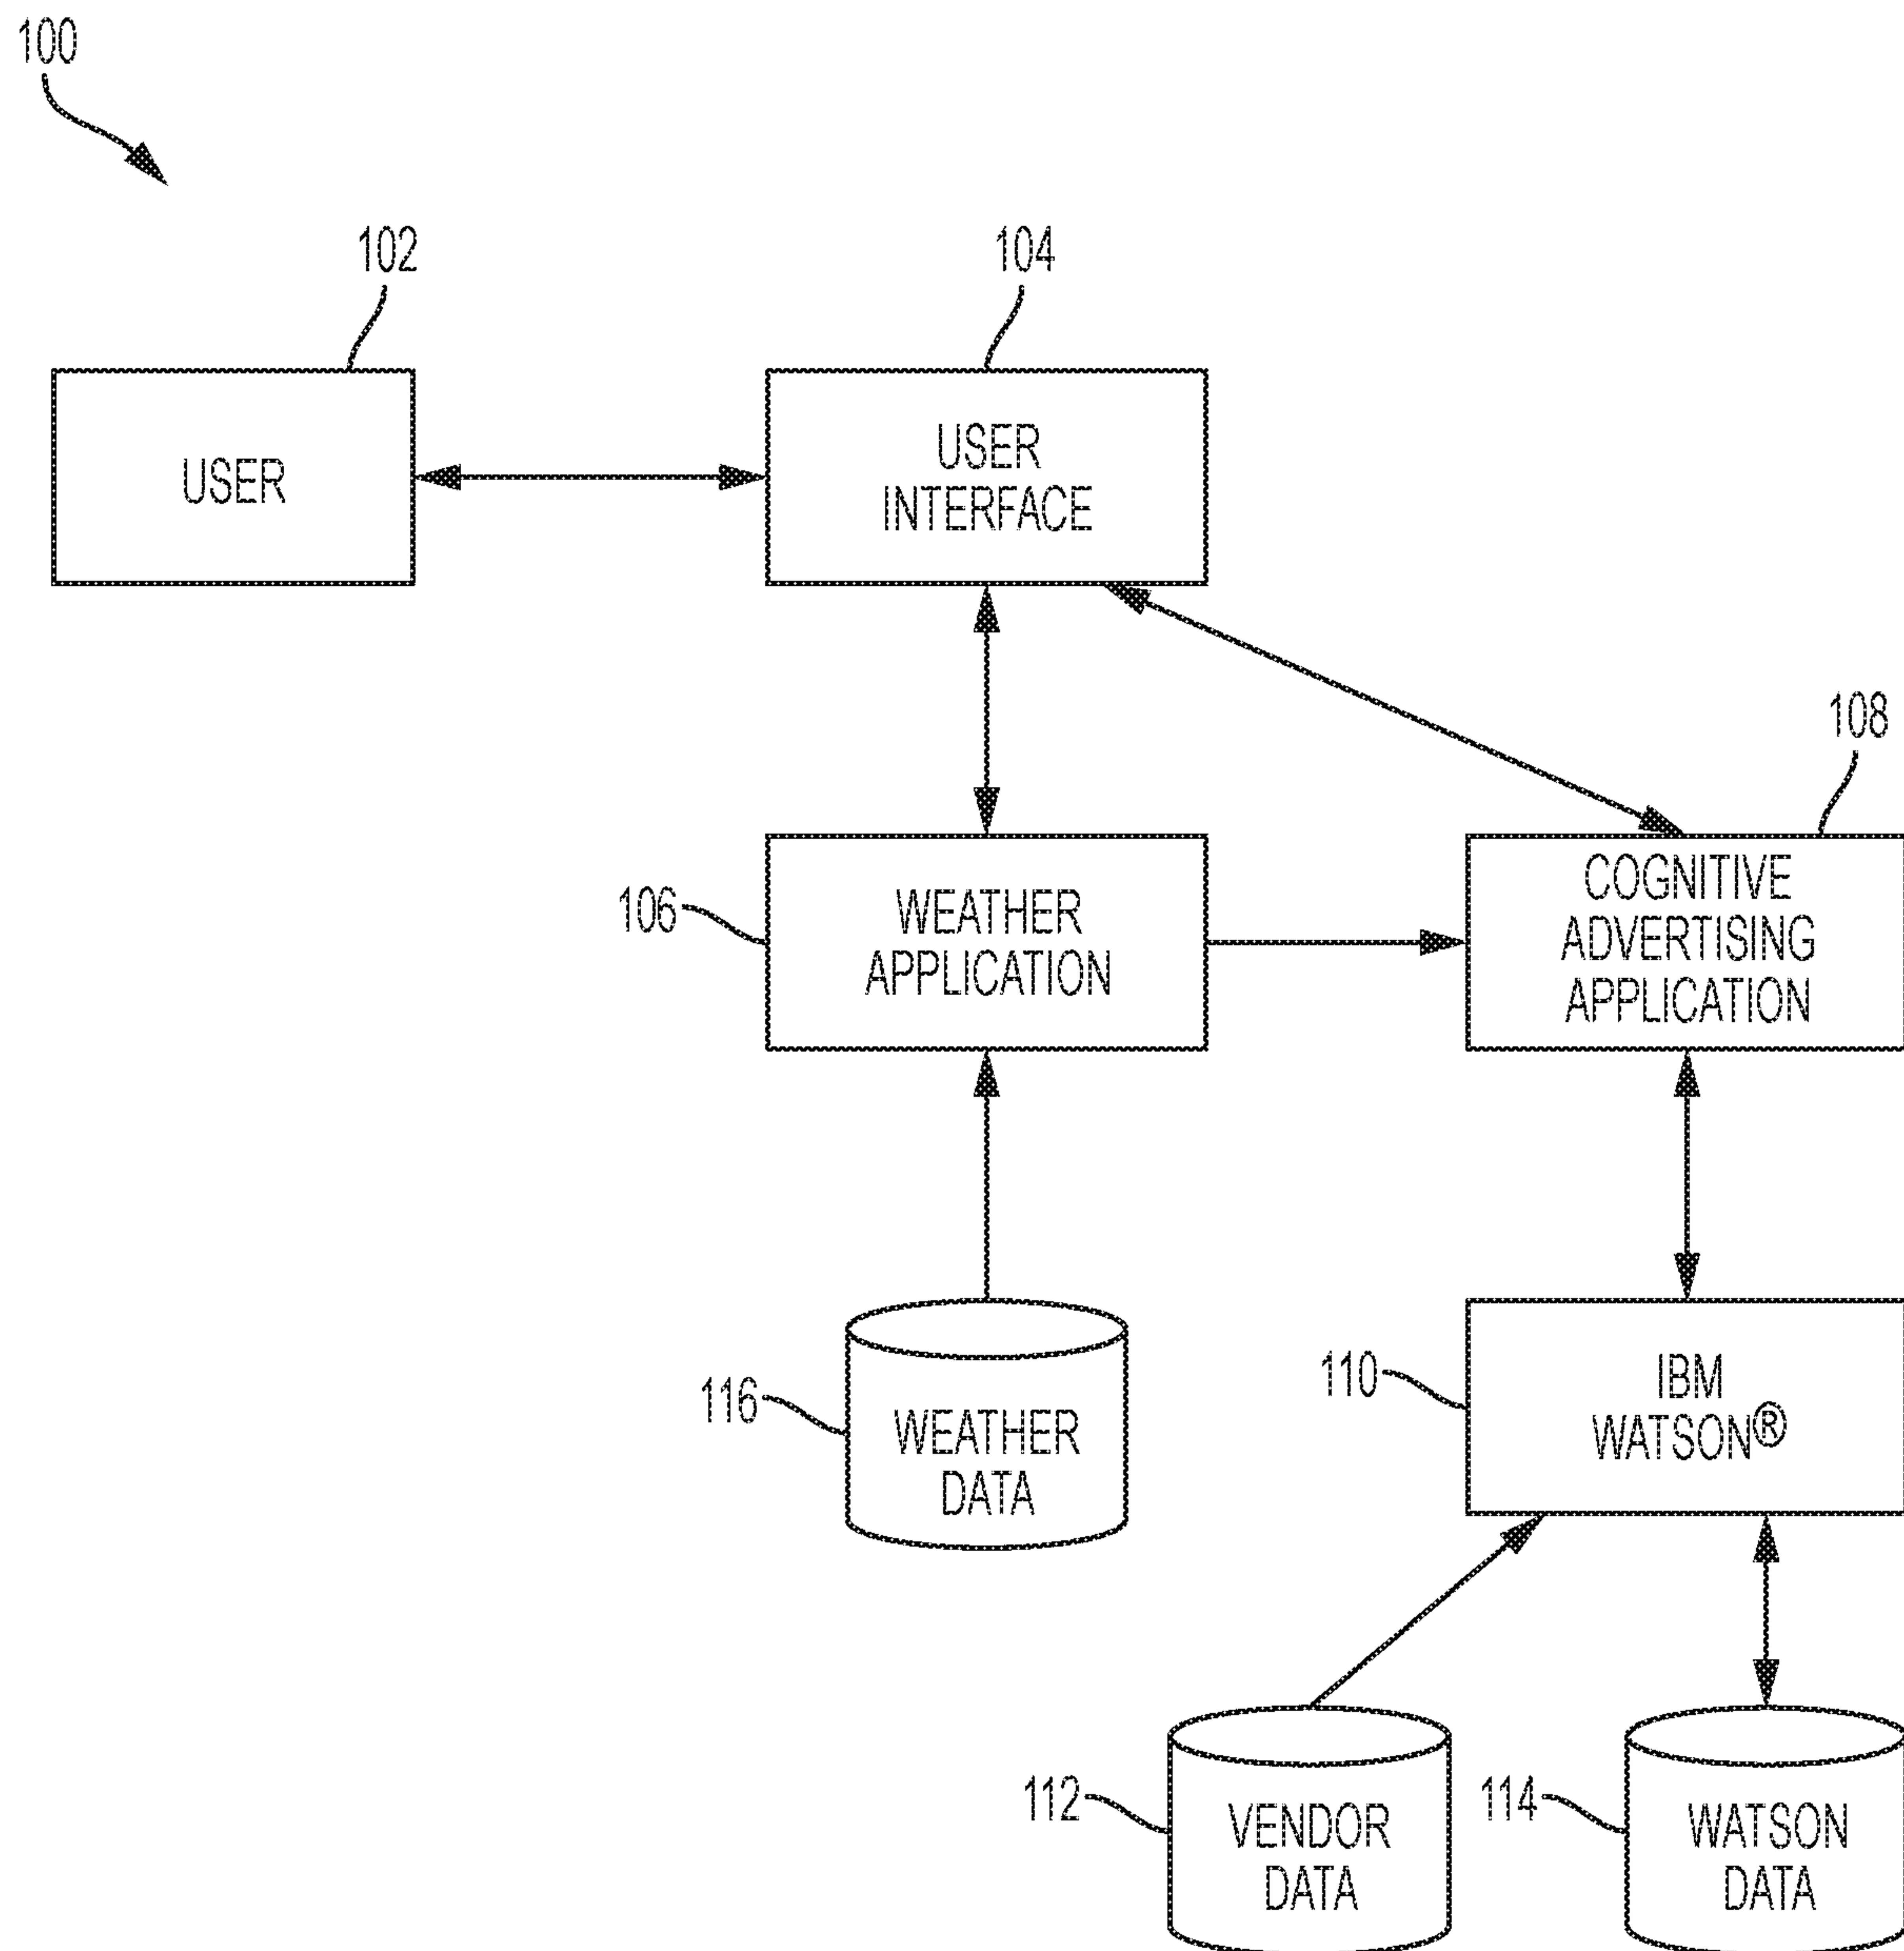 100
102
104
USER
USER
INTERFACE
108
106
WEATHER
APPLICATION
COGNITIVE
ADVERTISING
APPLICATION
116
WEATHER
DATA
110
IBM
WATSON®
112
VENDOR
DATA
114
WATSON
DATA